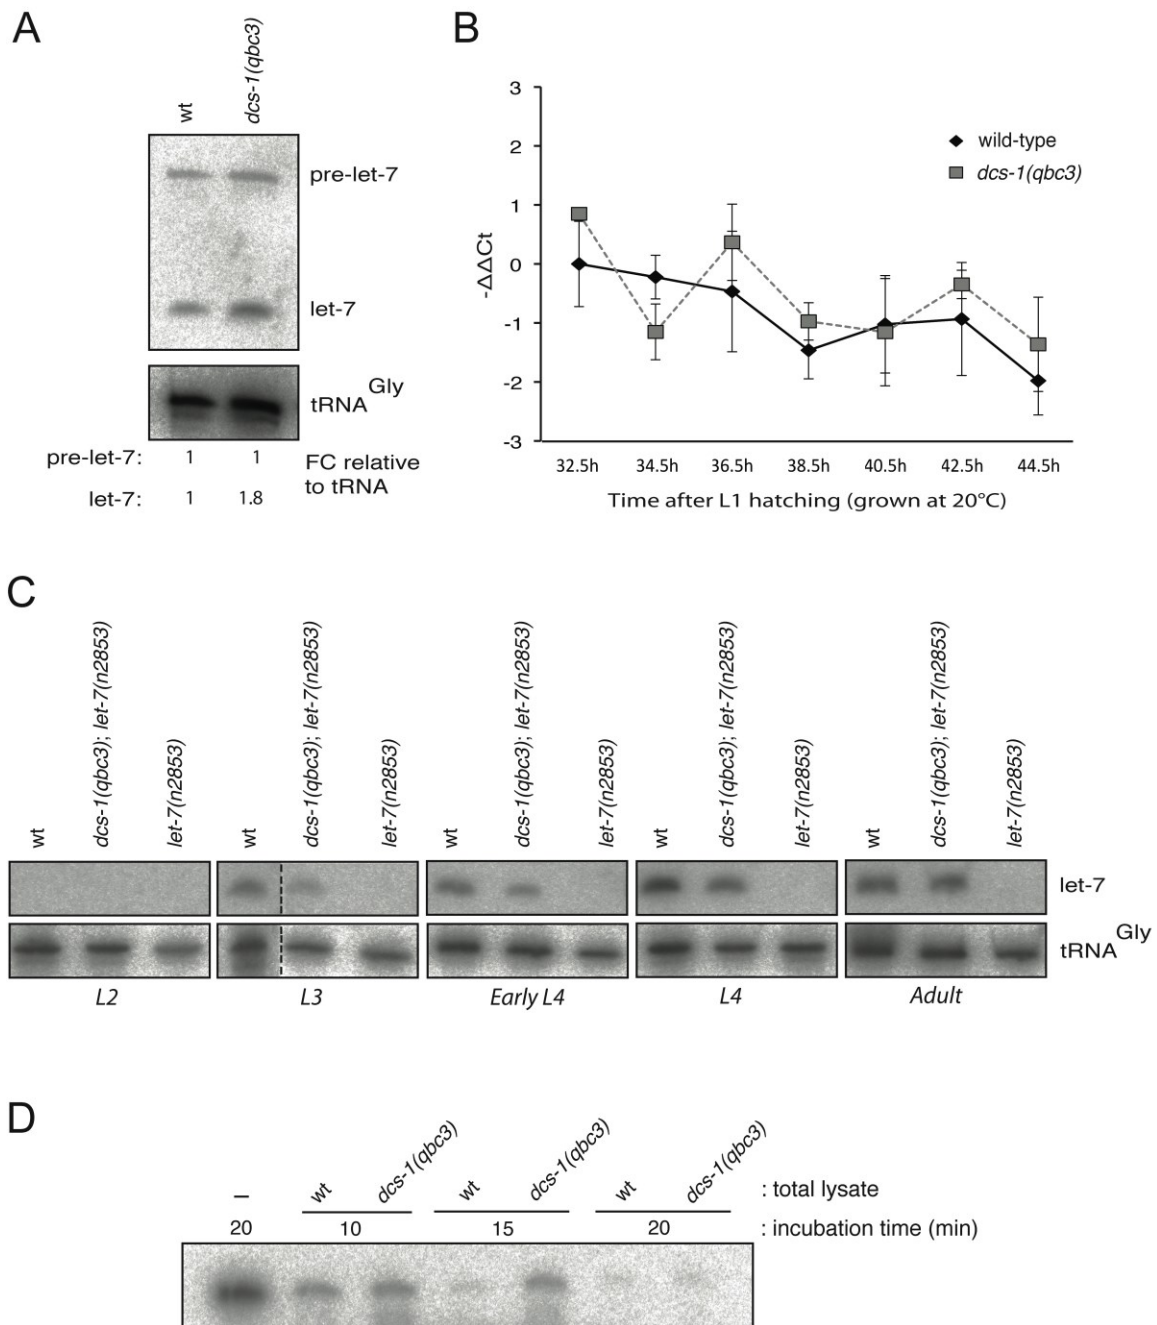 A
wt
dcs-1(qbc3)
pre-let-7
let-7
tRNA^Gly
pre-let-7: 1 1
let-7: 1 1.8
FC relative
to tRNA
B
3
2
1
0
-1
-2
-3
-ΔΔCt
wild-type
dcs-1(qbc3)
32.5h 34.5h 36.5h 38.5h 40.5h 42.5h 44.5h
Time after L1 hatching (grown at 20°C)
C
wt
dcs-1(qbc3); let-7(n2853)
let-7(n2853)
wt
dcs-1(qbc3); let-7(n2853)
let-7(n2853)
wt
dcs-1(qbc3); let-7(n2853)
let-7(n2853)
wt
dcs-1(qbc3); let-7(n2853)
let-7(n2853)
wt
dcs-1(qbc3); let-7(n2853)
let-7(n2853)
let-7
tRNA^Gly
L2 L3 Early L4 L4 Adult
D
– wt dcs-1(qbc3) wt dcs-1(qbc3) wt dcs-1(qbc3) : total lysate
20 10 15 20 : incubation time (min)